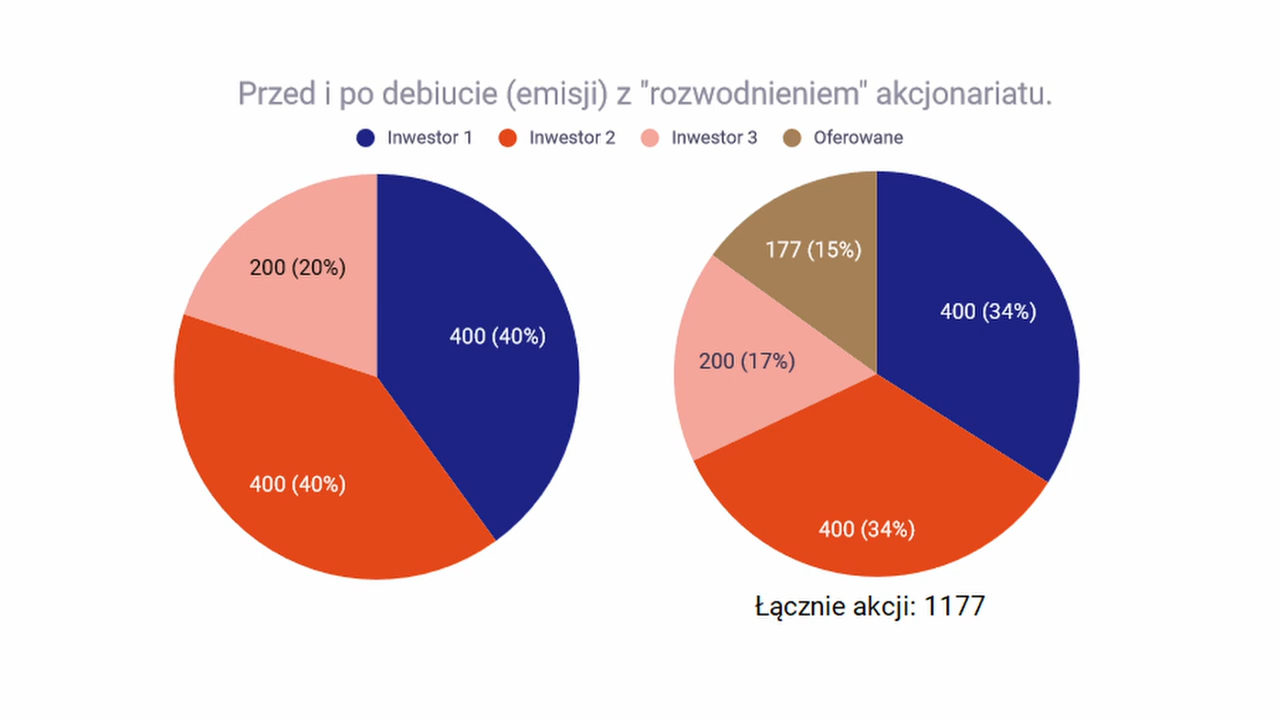 Przed i po debiucie (emisji) z "rozwodnieniem" akcjonariatu.
Inwestor 1 Inwestor 2 Inwestor 3 Oferowane
200 (20%)
400 (40%)
400 (40%)
177 (15%)
400 (34%)
200 (17%)
400 (34%)
Łącznie akcji: 1177